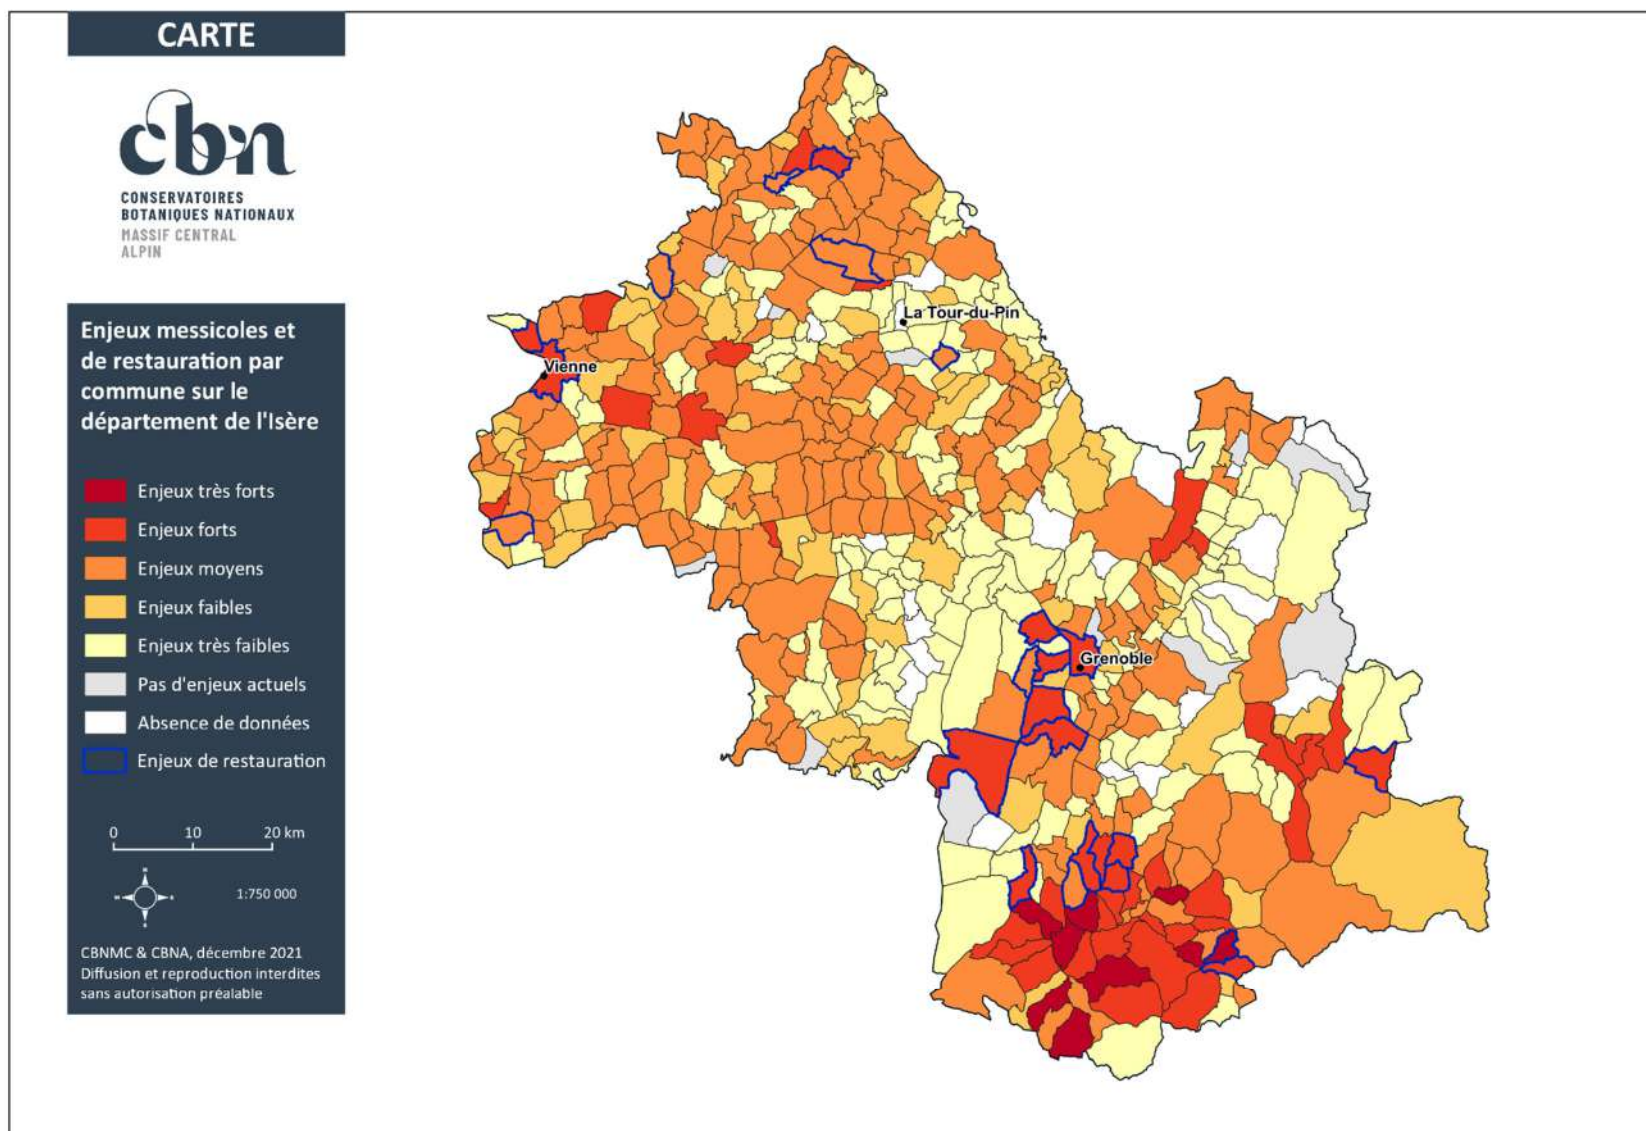 CARTE
cbn
CONSERVATOIRES
BOTANIQUES NATIONAUX
MASSIF CENTRAL
ALPIN
Enjeux messicoles et
de restauration par
commune sur le
département de l'Isère
Enjeux très forts
Enjeux forts
Enjeux moyens
Enjeux faibles
Enjeux très faibles
Pas d'enjeux actuels
Absence de données
Enjeux de restauration
0 10 20 km
1:750 000
CBNMC & CBNA, décembre 2021
Diffusion et reproduction interdites
sans autorisation préalable
La Tour-du-Pin
Vienne
Grenoble